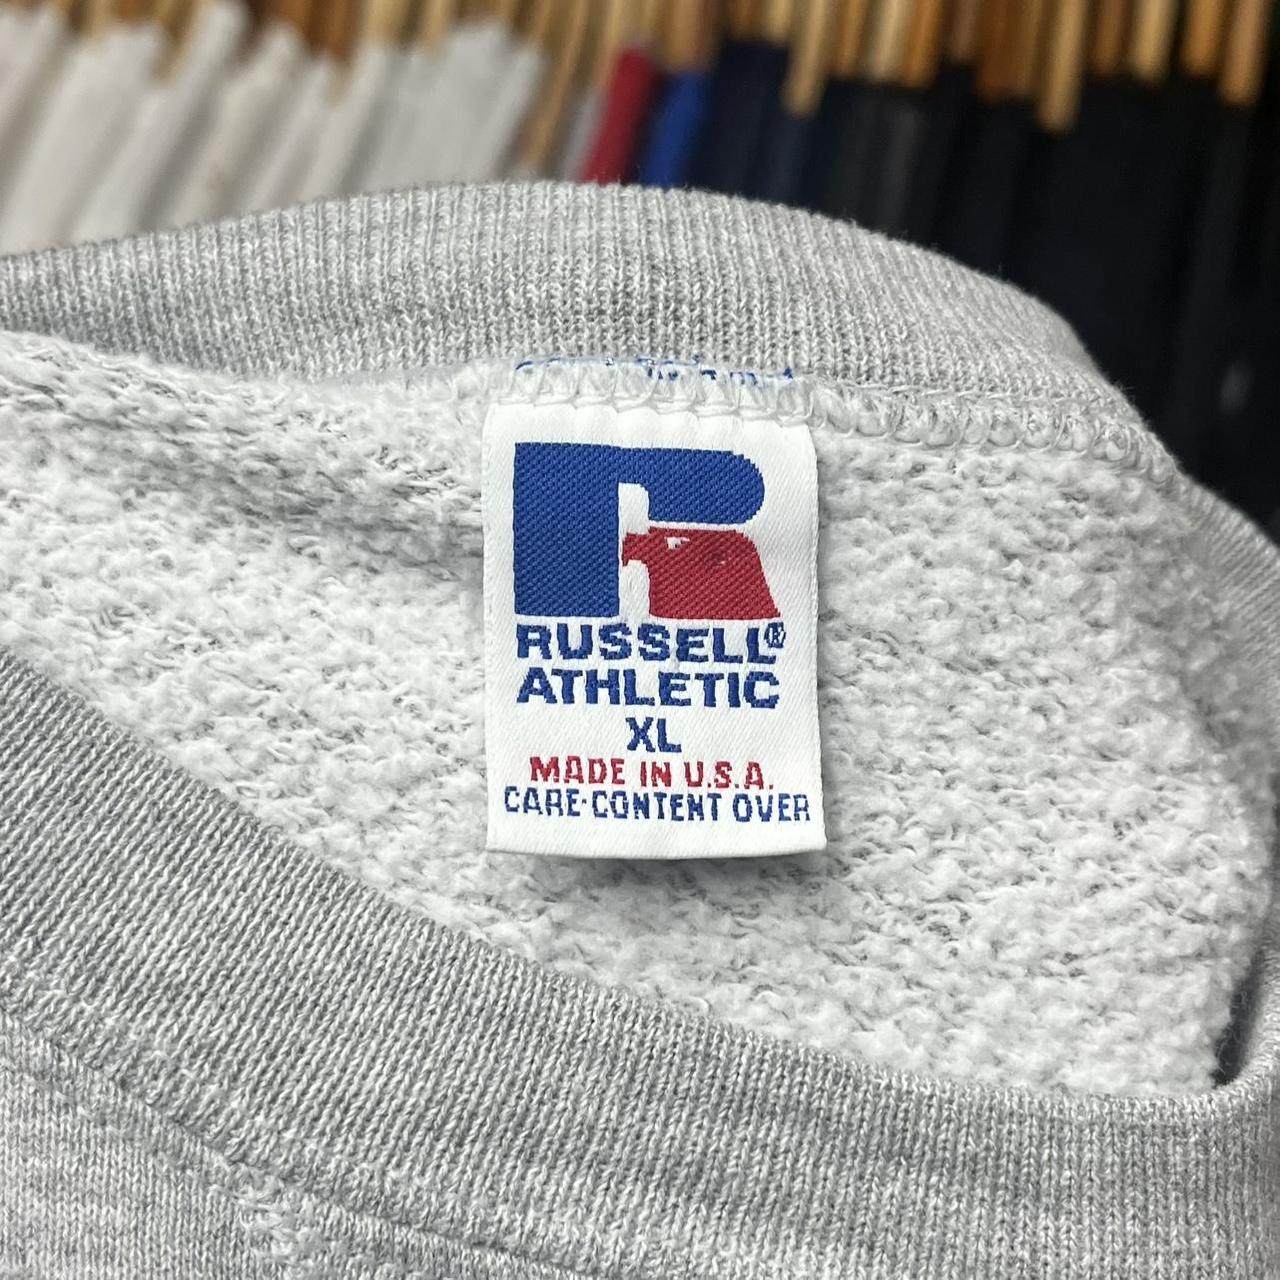 RUSSELL®
ATHLETIC
XL
MADE IN U.S.A.
CARE·CONTENT OVER